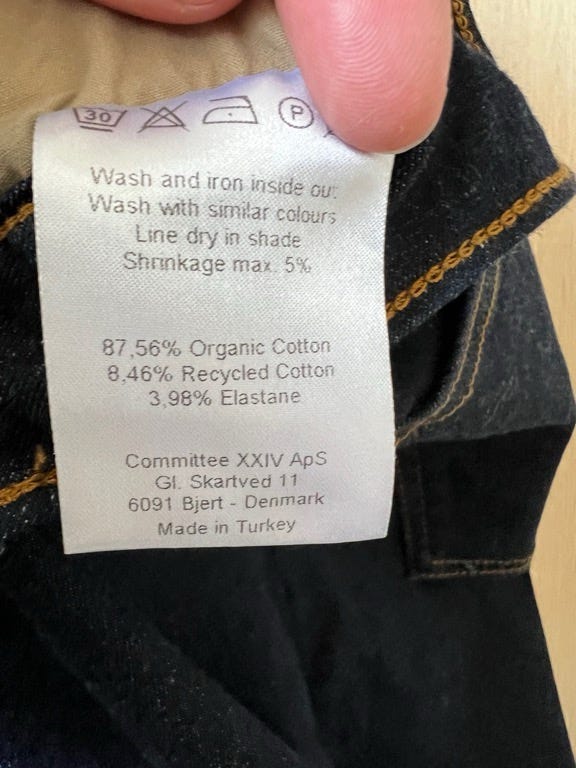 30 P
Wash and iron inside out
Wash with similar colours
Line dry in shade
Shrinkage max. 5%
87,56% Organic Cotton
8,46% Recycled Cotton
3,98% Elastane
Committee XXIV ApS
Gl. Skartved 11
6091 Bjert - Denmark
Made in Turkey